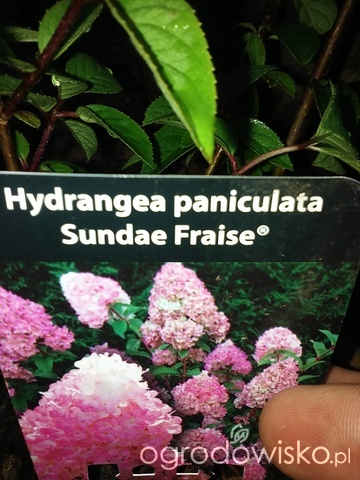 Hydrangea paniculata
Sundae Fraise®
ogrodowisko.pl